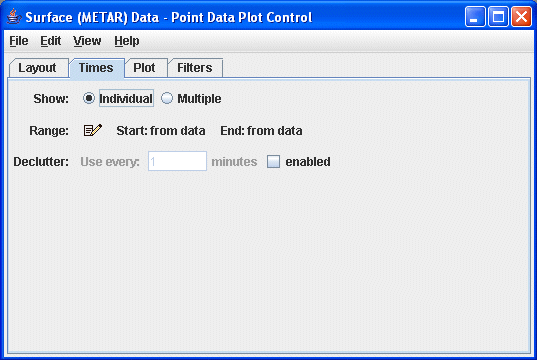 Surface (METAR) Data - Point Data Plot Control
File Edit View Help
Layout Times Plot Filters
Show: Individual Multiple
Range: Start: from data End: from data
Declutter: Use every: 1 minutes enabled